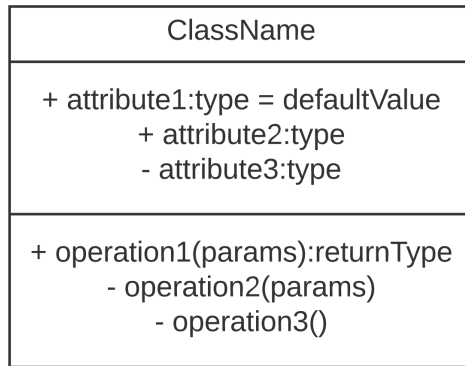 ClassName
+ attribute1:type = defaultValue
+ attribute2:type
- attribute3:type
+ operation1(params):returnType
- operation2(params)
- operation3()